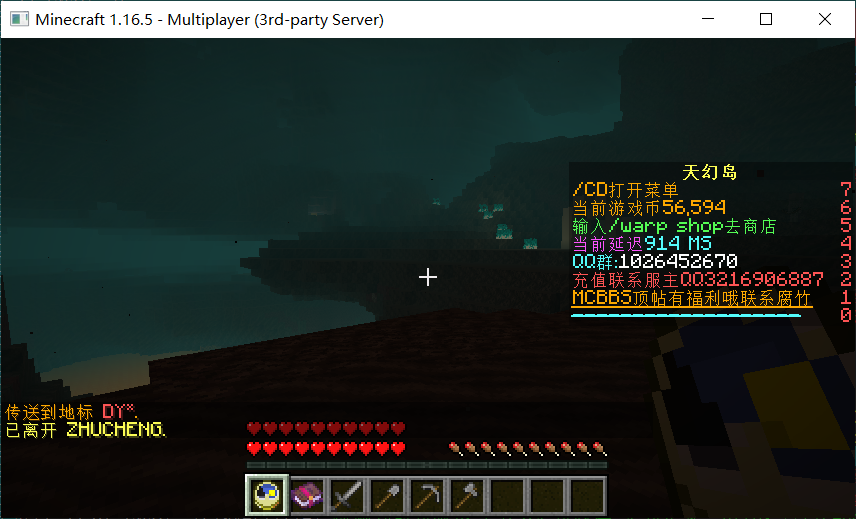 Minecraft 1.16.5 - Multiplayer (3rd-party Server)
天幻岛
/CD打开菜单 7
当前游戏币56,594 6
输入/warp shop去商店 5
当前延迟914 MS 4
QQ群:1026452670 3
充值联系服主QQ3216906887 2
MCBBS顶帖有福利哦联系腐竹 1
-------------------- 0
传送到地标 DY*.
已离开 ZHUCHENG.